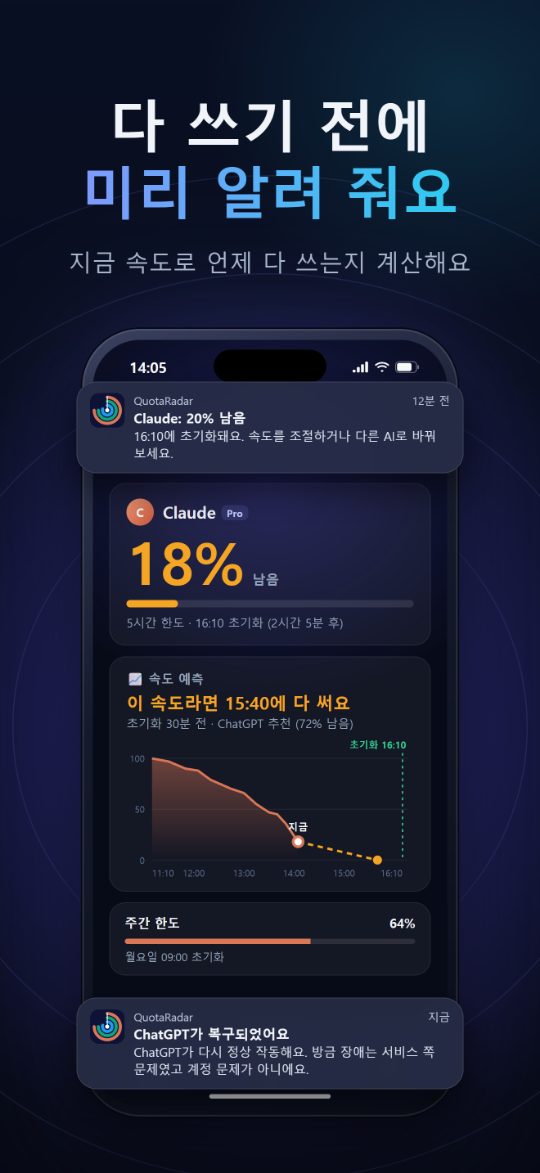 다 쓰기 전에
미리 알려 줘요
지금 속도로 언제 다 쓰는지 계산해요
14:05
QuotaRadar
12분 전
Claude: 20% 남음
16:10에 초기화돼요. 속도를 조절하거나 다른 AI로 바꿔
보세요.
C
Claude
Pro
18% 남음
5시간 한도 · 16:10 초기화 (2시간 5분 후)
속도 예측
이 속도라면 15:40에 다 써요
초기화 30분 전 · ChatGPT 추천 (72% 남음)
초기화 16:10
100
50
지금
0
11:10 12:00 13:00 14:00 15:00 16:10
주간 한도
64%
월요일 09:00 초기화
QuotaRadar
지금
ChatGPT가 복구되었어요
ChatGPT가 다시 정상 작동해요. 방금 장애는 서비스 쪽
문제였고 계정 문제가 아니에요.